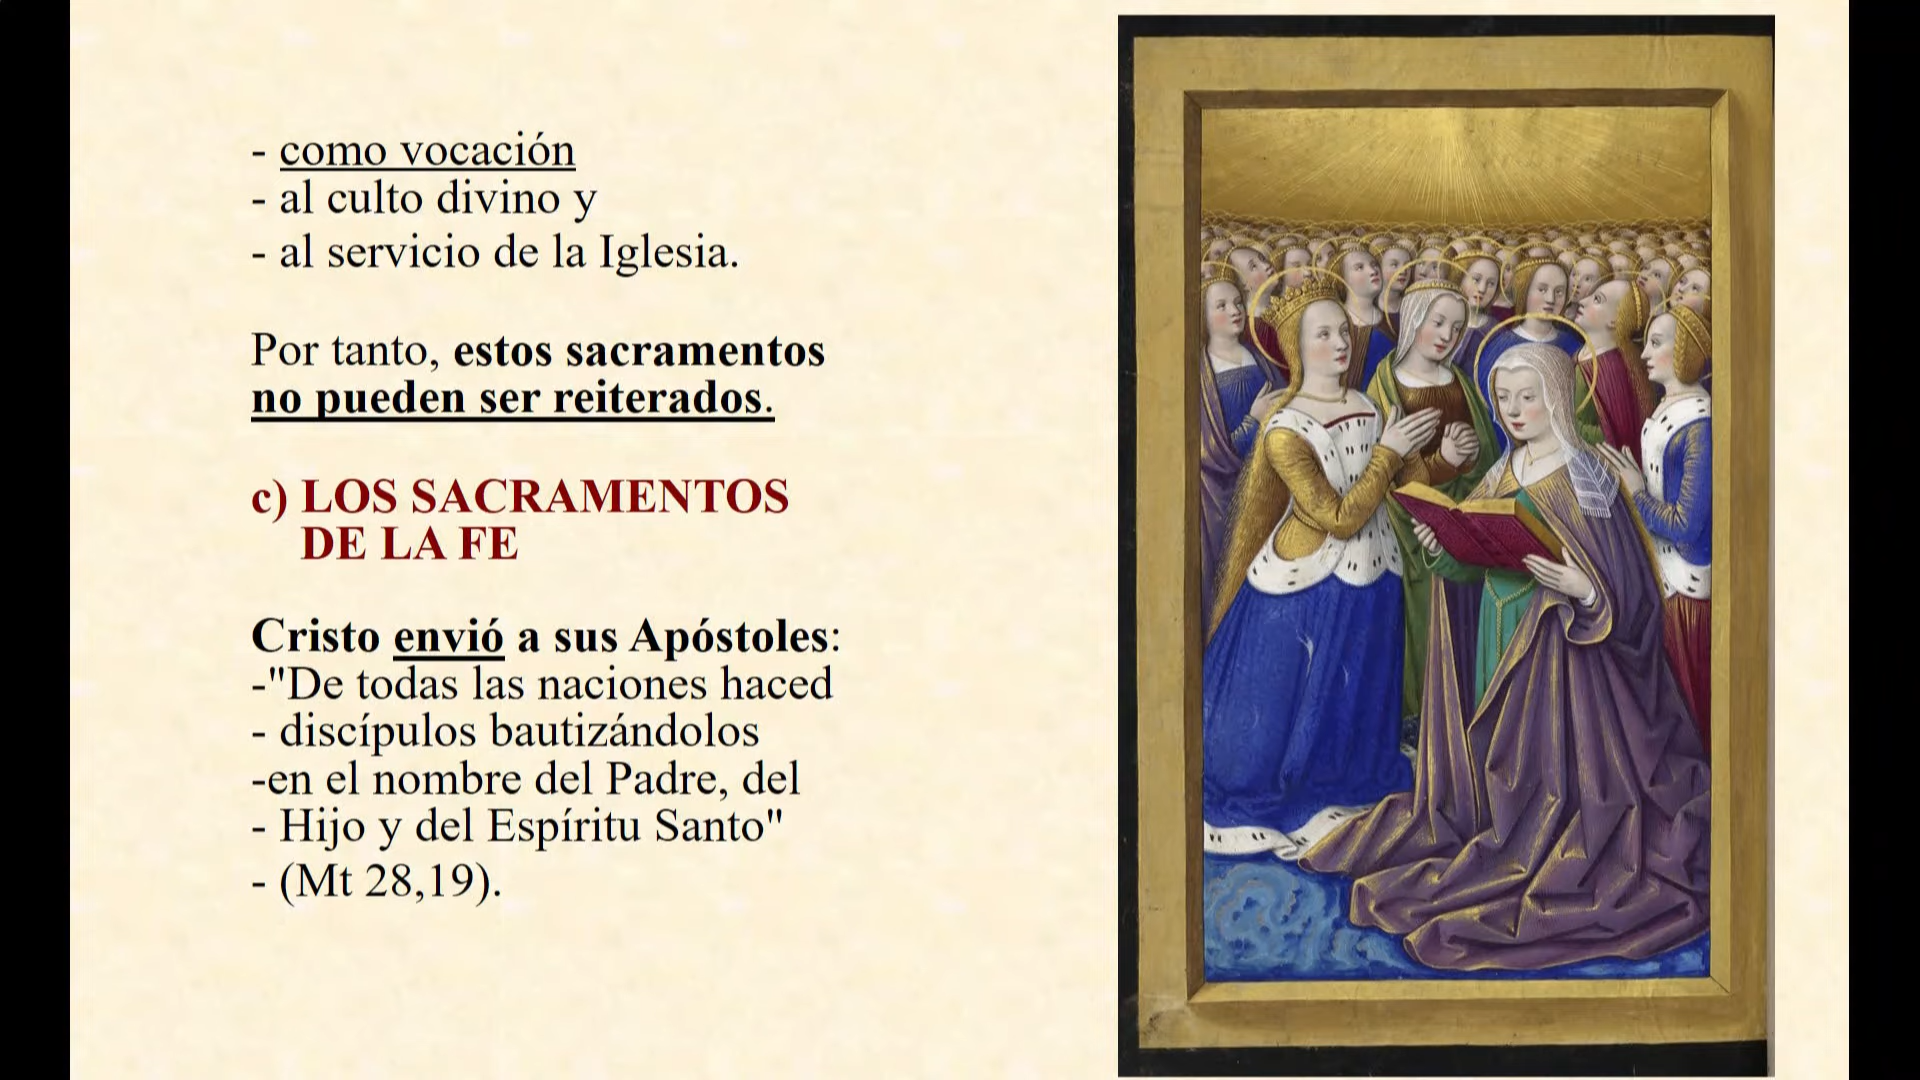 - como vocación
- al culto divino y
- al servicio de la Iglesia.
Por tanto, estos sacramentos
no pueden ser reiterados.
c) LOS SACRAMENTOS
DE LA FE
Cristo envió a sus Apóstoles:
-"De todas las naciones haced
- discípulos bautizándolos
-en el nombre del Padre, del
- Hijo y del Espíritu Santo"
- (Mt 28,19).